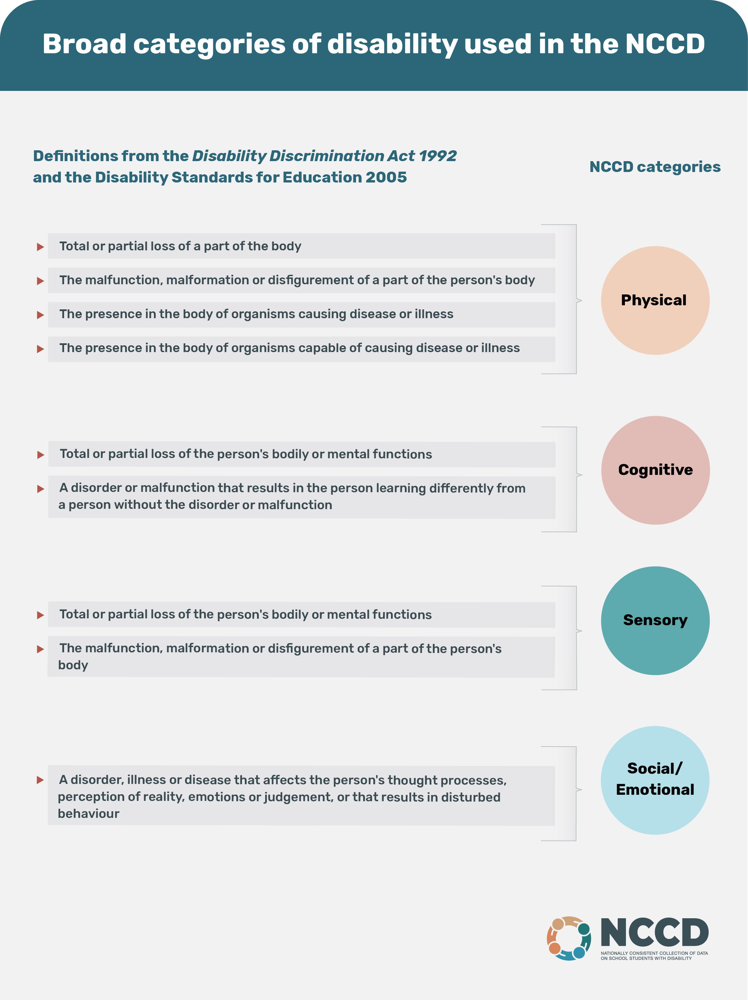 Broad categories of disability used in the NCCD
Definitions from the Disability Discrimination Act 1992
and the Disability Standards for Education 2005
NCCD categories
Total or partial loss of a part of the body
The malfunction, malformation or disfigurement of a part of the person's body
The presence in the body of organisms causing disease or illness
The presence in the body of organisms capable of causing disease or illness
Physical
Total or partial loss of the person's bodily or mental functions
A disorder or malfunction that results in the person learning differently from
a person without the disorder or malfunction
Cognitive
Total or partial loss of the person's bodily or mental functions
The malfunction, malformation or disfigurement of a part of the person's
body
Sensory
A disorder, illness or disease that affects the person's thought processes,
perception of reality, emotions or judgement, or that results in disturbed
behaviour
Social/
Emotional
NCCD
NATIONALLY CONSISTENT COLLECTION OF DATA
ON SCHOOL STUDENTS WITH DISABILITY